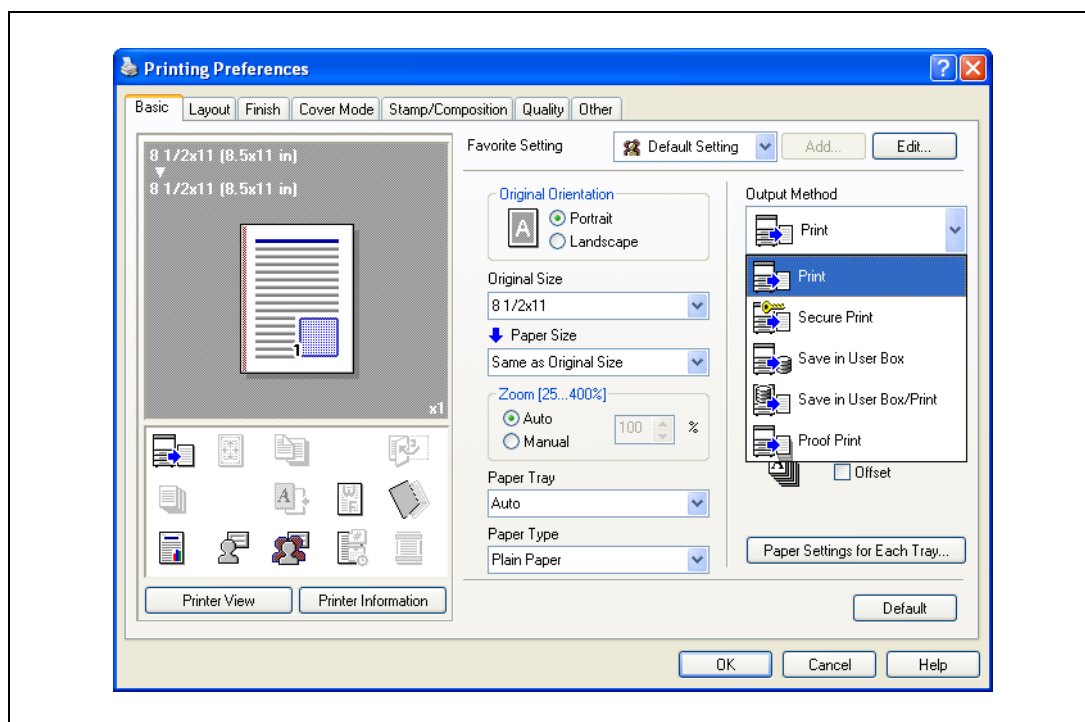 Printing Preferences
Basic Layout Finish Cover Mode Stamp/Composition Quality Other
8 1/2x11 (8.5x11 in)
8 1/2x11 (8.5x11 in)
1
x1
Printer View Printer Information
Favorite Setting Default Setting Add... Edit...
Original Orientation
A
Portrait
Landscape
Original Size
8 1/2x11
Paper Size
Same as Original Size
Zoom [25...400%]
Auto
Manual
100 %
Paper Tray
Auto
Paper Type
Plain Paper
Output Method
Print
Print
Secure Print
Save in User Box
Save in User Box/Print
Proof Print
Offset
Paper Settings for Each Tray...
Default
OK Cancel Help